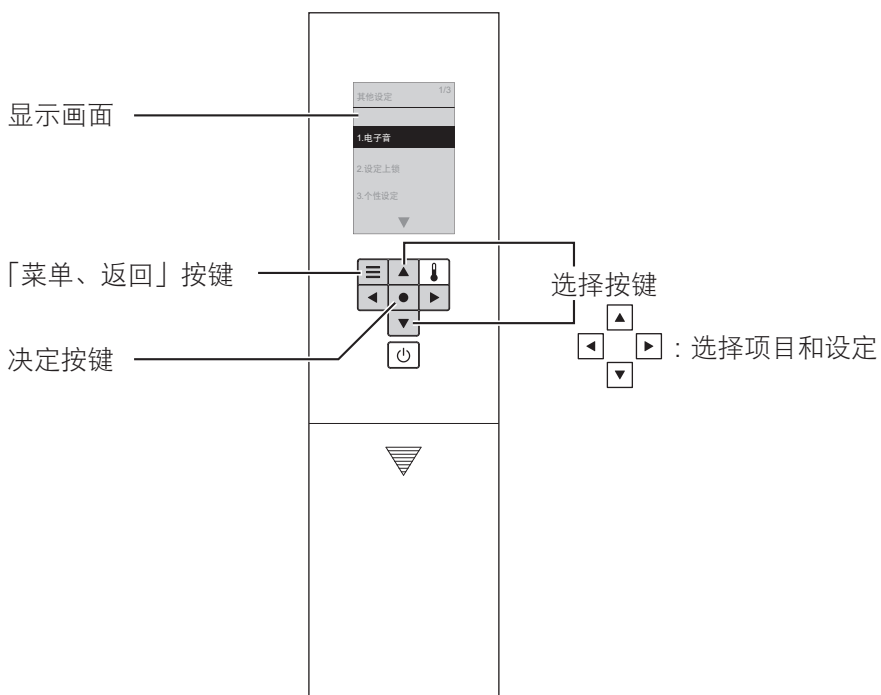 显示画面
其他设定 1/3
1.电子音
2.设定上锁
3.个性设定
「菜单、返回」按键
选择按键
决定按键
：选择项目和设定